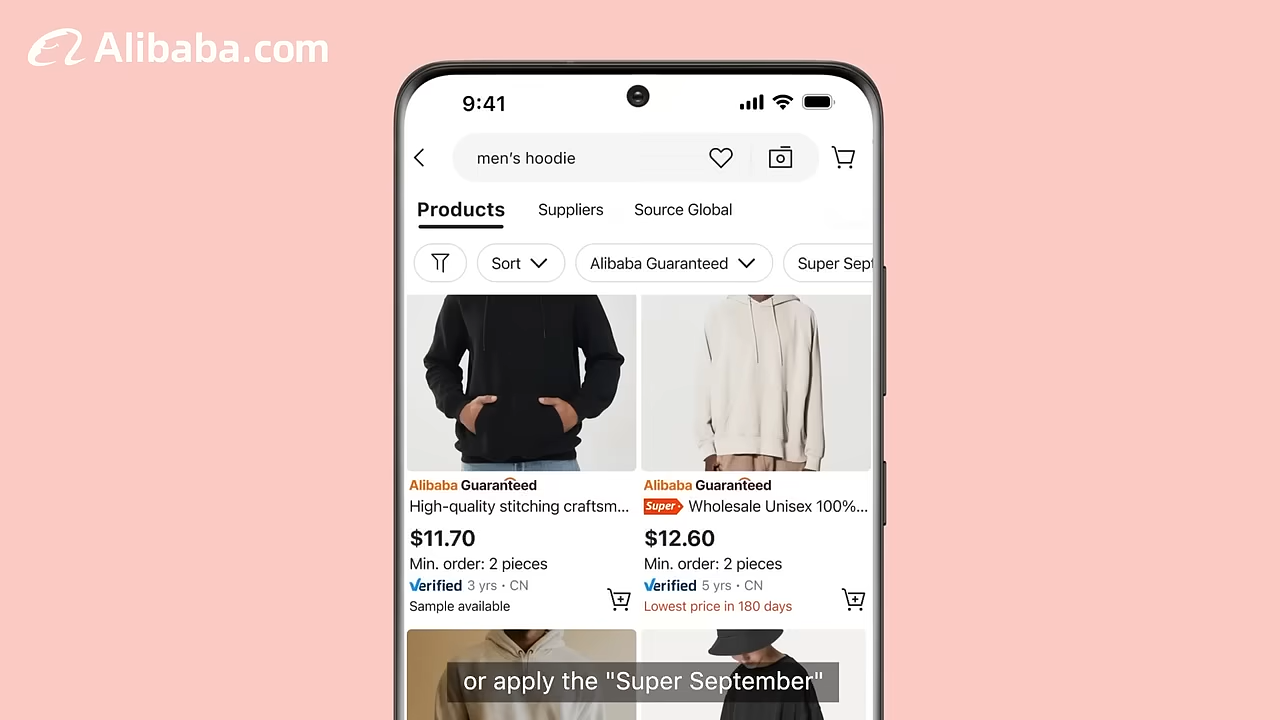 Alibaba.com
9:41
men's hoodie
Products Suppliers Source Global
Sort Alibaba Guaranteed Super Sept
Alibaba Guaranteed
High-quality stitching craftsm...
$11.70
Min. order: 2 pieces
Verified 3 yrs · CN
Sample available
Alibaba Guaranteed
Super Wholesale Unisex 100%...
$12.60
Min. order: 2 pieces
Verified 5 yrs · CN
Lowest price in 180 days
or apply the "Super September"